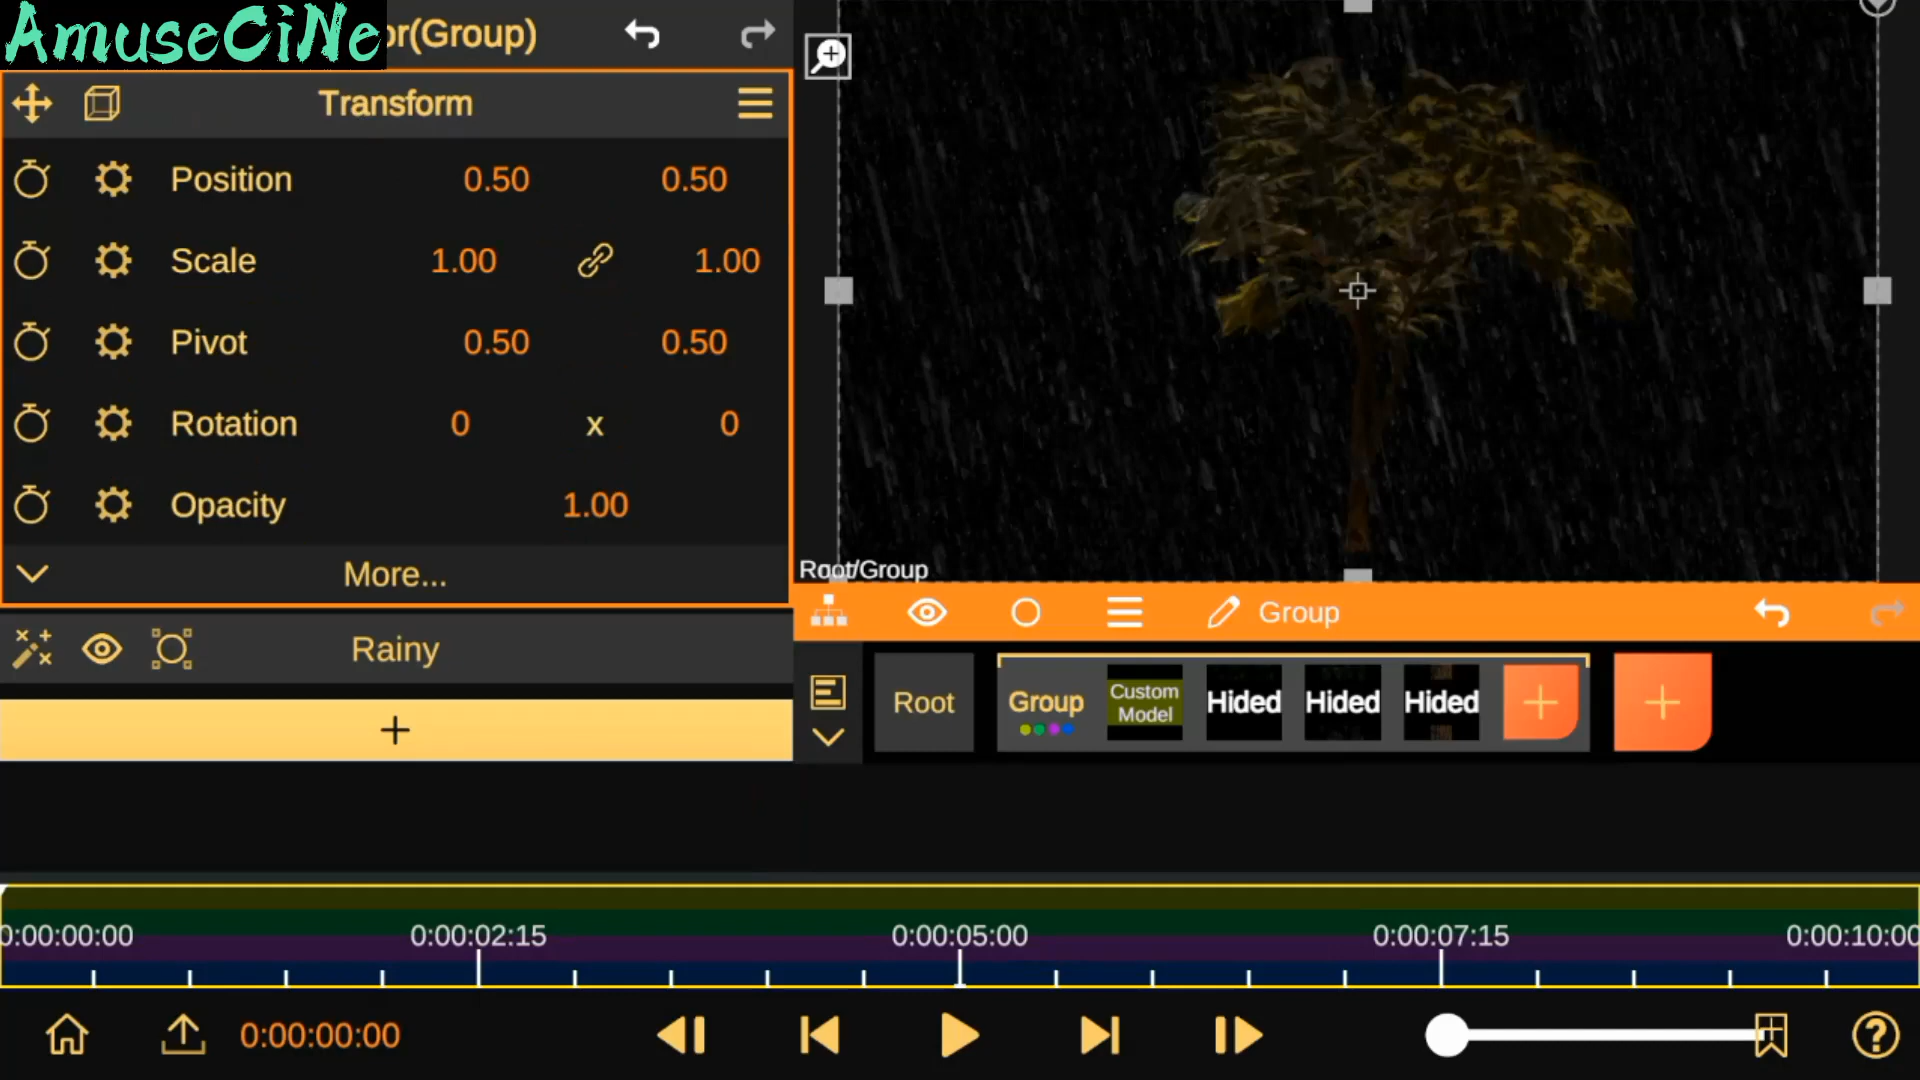 AmuseCiNe
or(Group)
Transform
Position 0.50 0.50
Scale 1.00 1.00
Pivot 0.50 0.50
Rotation 0 x 0
Opacity 1.00
More...
Rainy
+
Root/Group
Group
Root
Group
Custom
Model
Hided
Hided
Hided
+
+
0:00:00:00 0:00:02:15 0:00:05:00 0:00:07:15 0:00:10:00
0:00:00:00
?